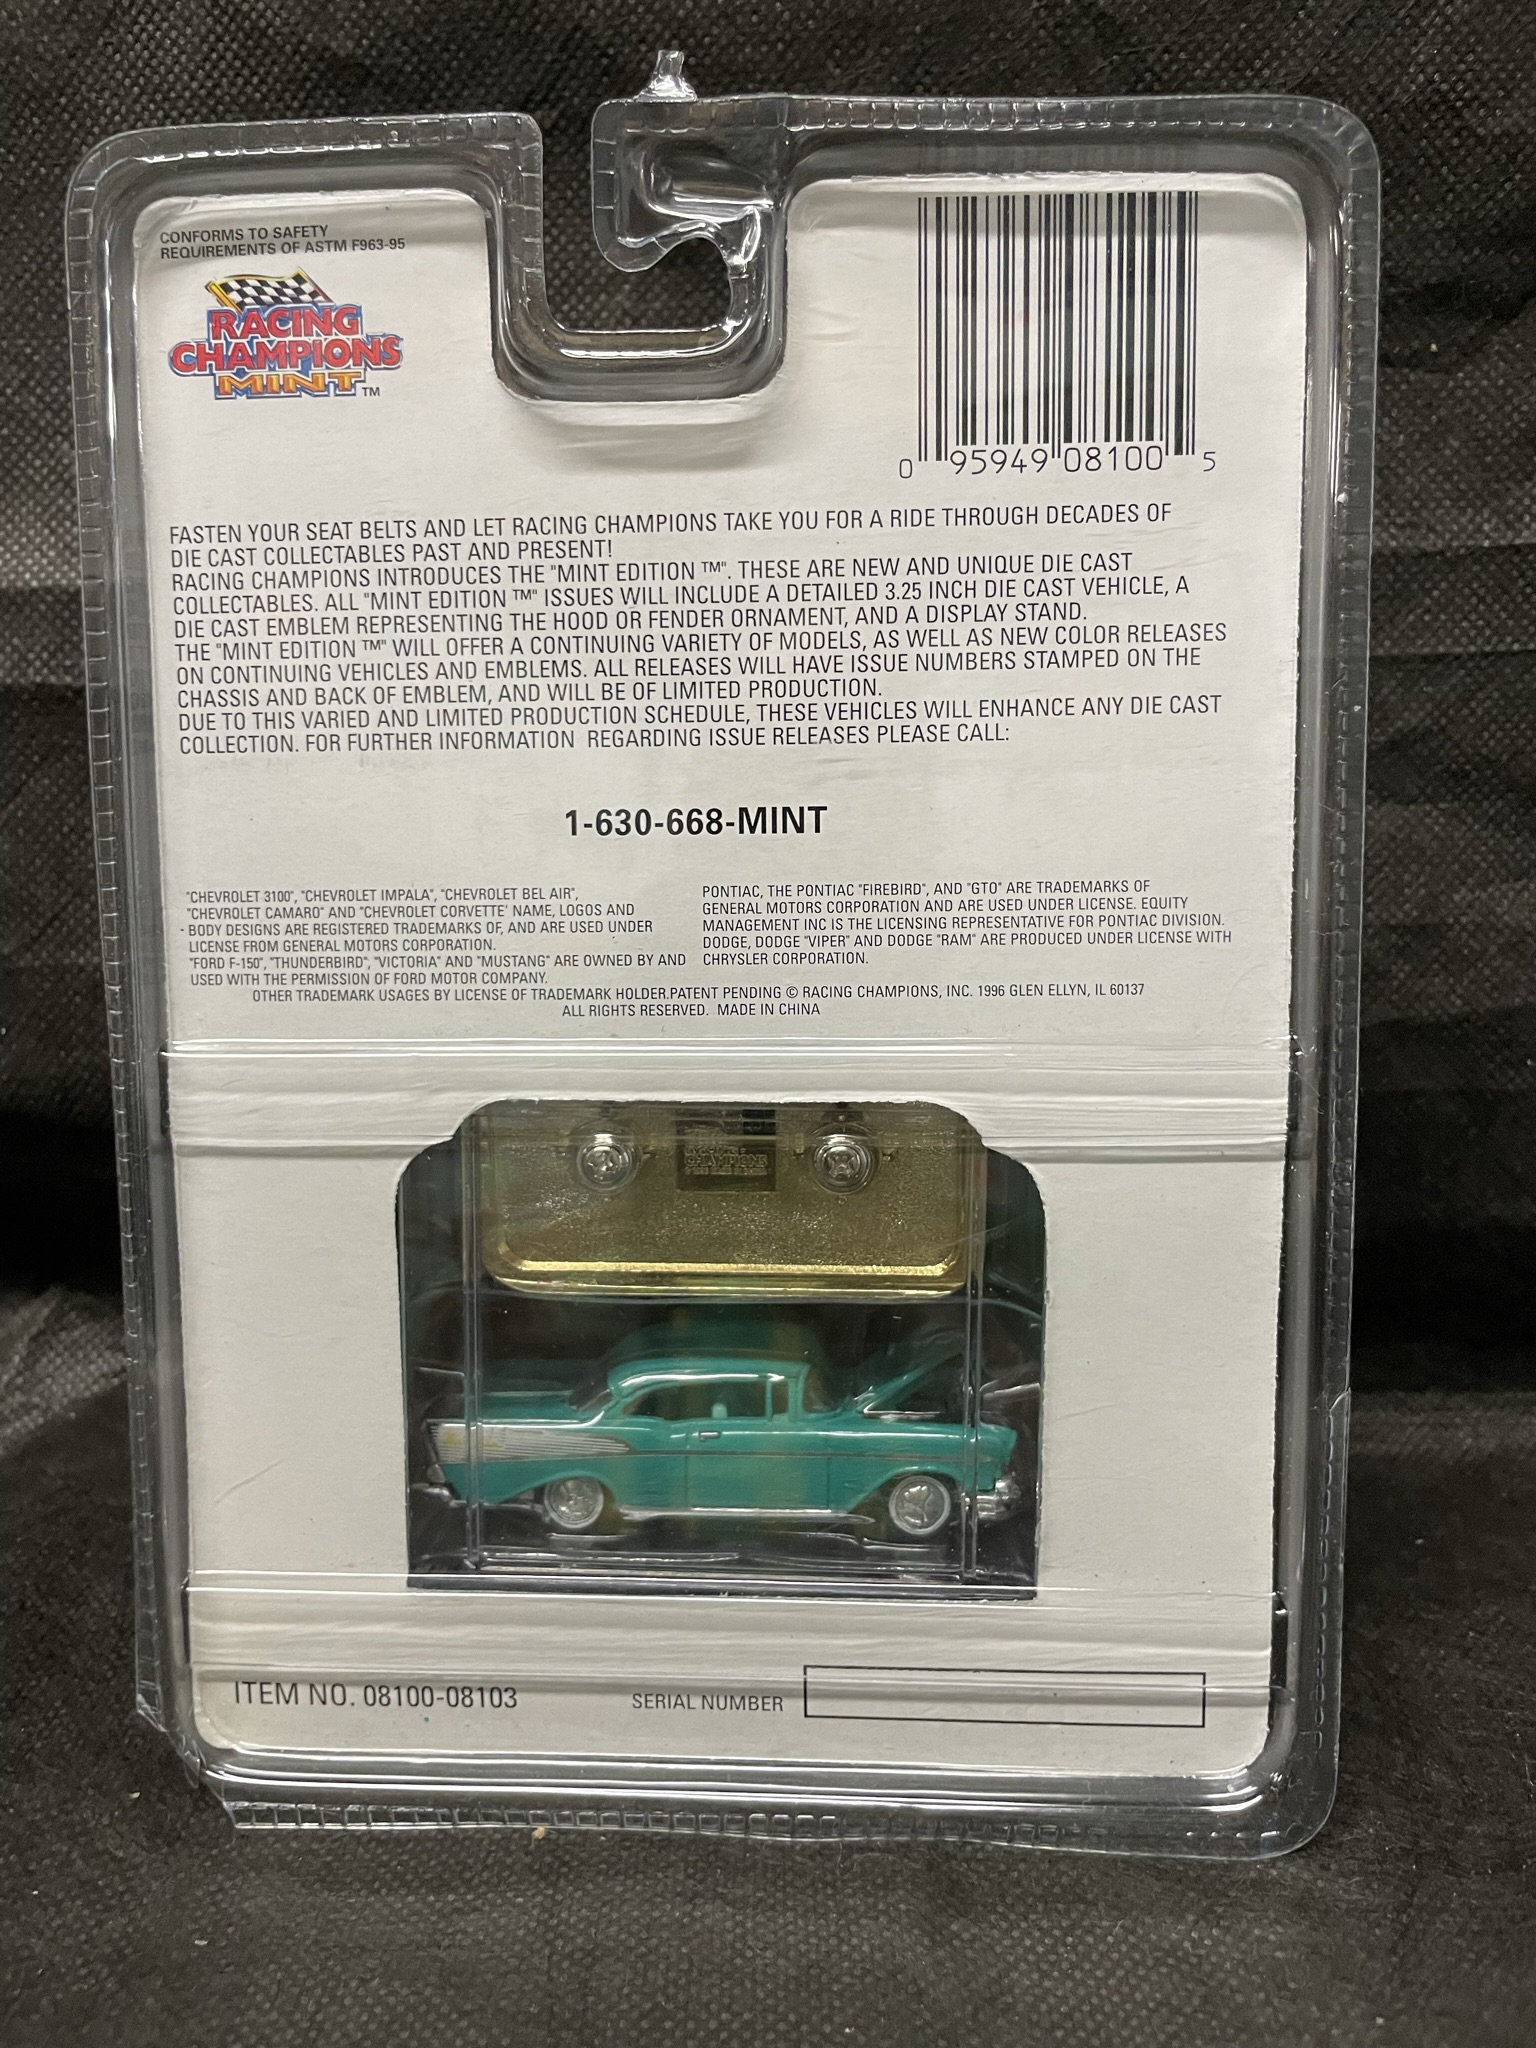 CONFORMS TO SAFETY
REQUIREMENTS OF ASTM F963-95
RACING
CHAMPIONS
MINT™
0 95949 08100 5
FASTEN YOUR SEAT BELTS AND LET RACING CHAMPIONS TAKE YOU FOR A RIDE THROUGH DECADES OF
DIE CAST COLLECTABLES PAST AND PRESENT!
RACING CHAMPIONS INTRODUCES THE "MINT EDITION ™". THESE ARE NEW AND UNIQUE DIE CAST
COLLECTABLES. ALL "MINT EDITION ™" ISSUES WILL INCLUDE A DETAILED 3.25 INCH DIE CAST VEHICLE, A
DIE CAST EMBLEM REPRESENTING THE HOOD OR FENDER ORNAMENT, AND A DISPLAY STAND.
THE "MINT EDITION ™" WILL OFFER A CONTINUING VARIETY OF MODELS, AS WELL AS NEW COLOR RELEASES
ON CONTINUING VEHICLES AND EMBLEMS. ALL RELEASES WILL HAVE ISSUE NUMBERS STAMPED ON THE
CHASSIS AND BACK OF EMBLEM, AND WILL BE OF LIMITED PRODUCTION.
DUE TO THIS VARIED AND LIMITED PRODUCTION SCHEDULE, THESE VEHICLES WILL ENHANCE ANY DIE CAST
COLLECTION. FOR FURTHER INFORMATION REGARDING ISSUE RELEASES PLEASE CALL:
1-630-668-MINT
"CHEVROLET 3100", "CHEVROLET IMPALA", "CHEVROLET BEL AIR",
"CHEVROLET CAMARO" AND "CHEVROLET CORVETTE' NAME, LOGOS AND
- BODY DESIGNS ARE REGISTERED TRADEMARKS OF, AND ARE USED UNDER
LICENSE FROM GENERAL MOTORS CORPORATION.
"FORD F-150", "THUNDERBIRD", "VICTORIA" AND "MUSTANG" ARE OWNED BY AND
USED WITH THE PERMISSION OF FORD MOTOR COMPANY.
PONTIAC, THE PONTIAC "FIREBIRD", AND "GTO" ARE TRADEMARKS OF
GENERAL MOTORS CORPORATION AND ARE USED UNDER LICENSE. EQUITY
MANAGEMENT INC IS THE LICENSING REPRESENTATIVE FOR PONTIAC DIVISION.
DODGE, DODGE "VIPER" AND DODGE "RAM" ARE PRODUCED UNDER LICENSE WITH
CHRYSLER CORPORATION.
OTHER TRADEMARK USAGES BY LICENSE OF TRADEMARK HOLDER.PATENT PENDING © RACING CHAMPIONS, INC. 1996 GLEN ELLYN, IL 60137
ALL RIGHTS RESERVED. MADE IN CHINA
CHAMPIONS
ITEM NO. 08100-08103
SERIAL NUMBER